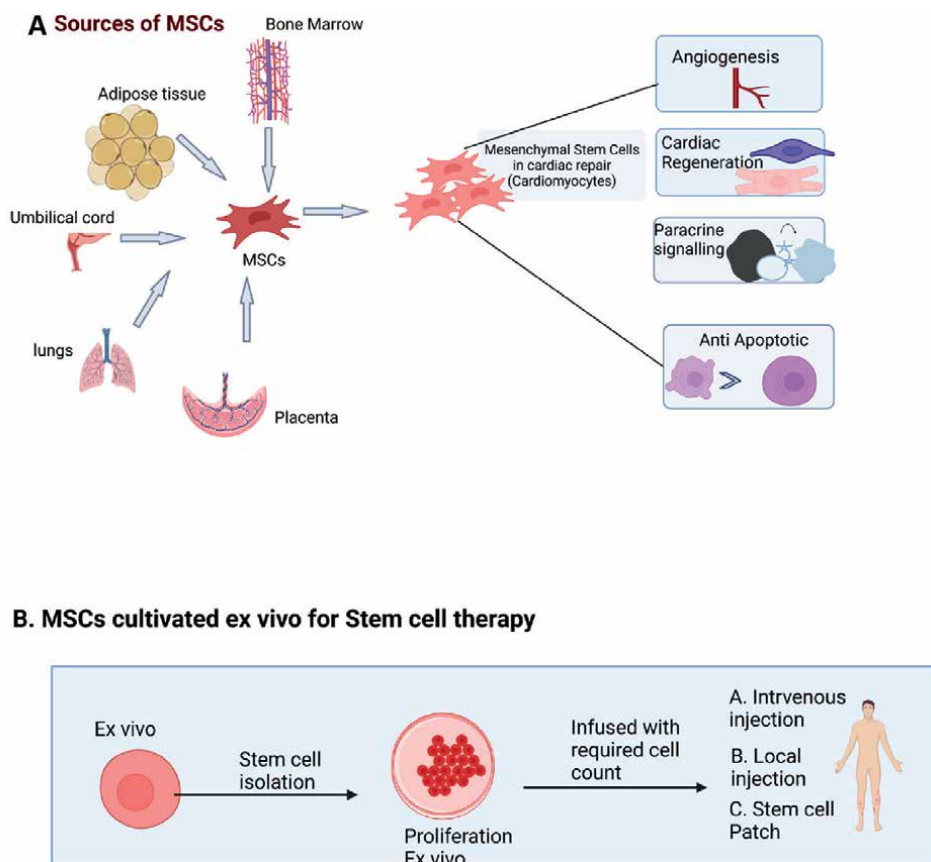 A Sources of MSCs
Bone Marrow
Adipose tissue
Umbilical cord
MSCs
lungs
Placenta
Mesenchymal Stem Cells
in cardiac repair
(Cardiomyocytes)
Angiogenesis
Cardiac
Regeneration
Paracrine
signalling
Anti Apoptotic
B. MSCs cultivated ex vivo for Stem cell therapy
Ex vivo
Stem cell
isolation
Proliferation
Ex vivo
Infused with
required cell
count
A. Intrvenous
injection
B. Local
injection
C. Stem cell
Patch